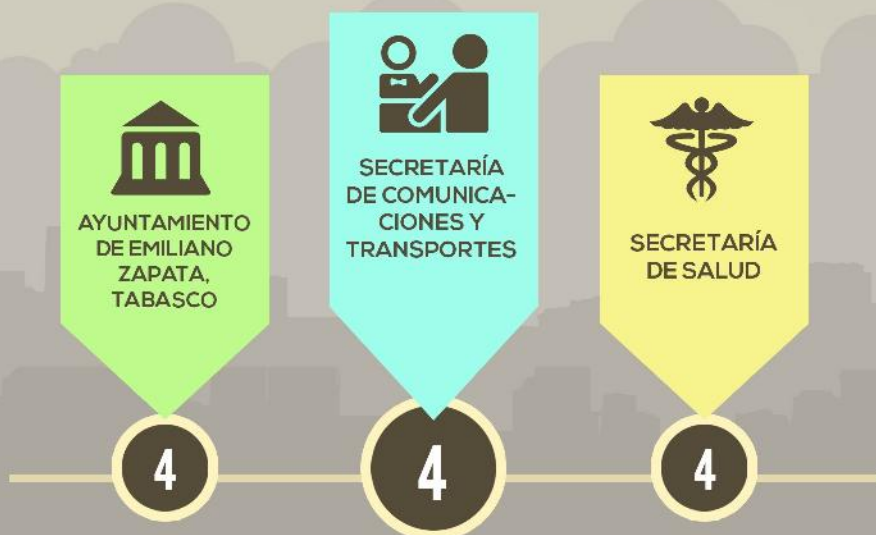 AYUNTAMIENTO
DE EMILIANO
ZAPATA,
TABASCO
4
SECRETARÍA
DE COMUNICA-
CIONES Y
TRANSPORTES
4
SECRETARÍA
DE SALUD
4